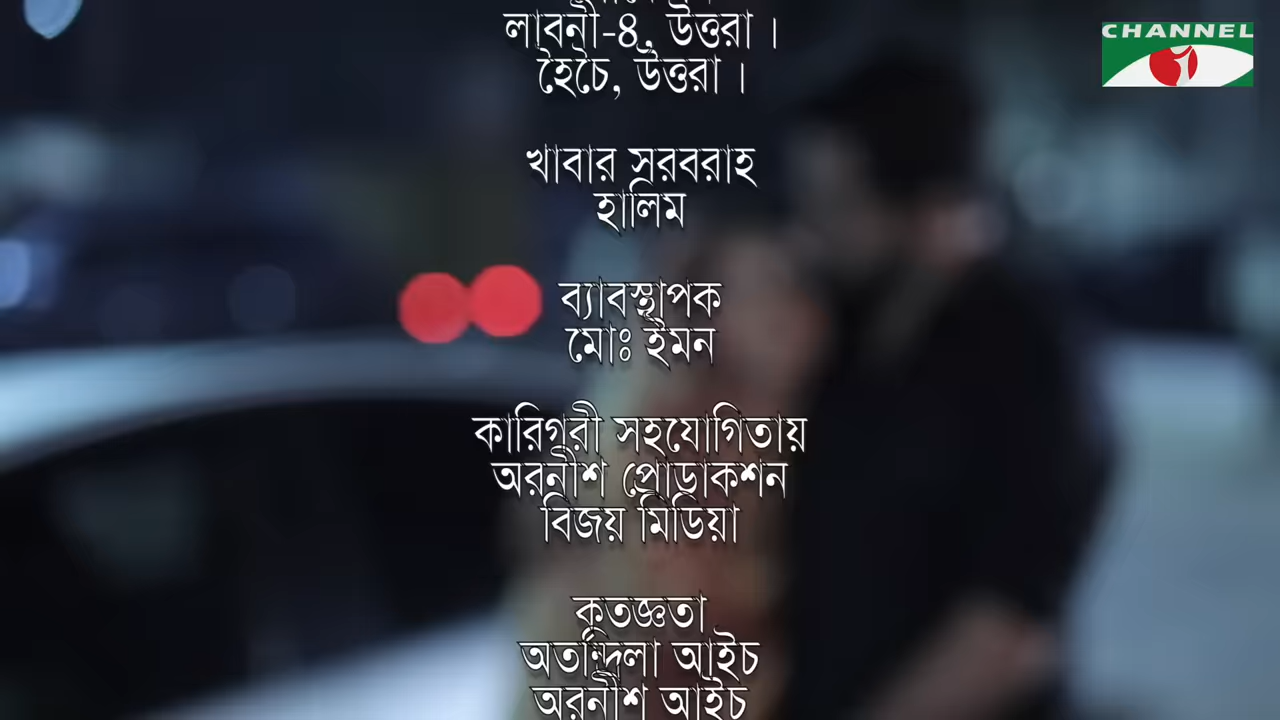 লাবনী-৪, উত্তরা।
হৈচৈ, উত্তরা।
CHANNEL
খাবার সরবরাহ
হালিম
ব্যাবস্থাপক
মোঃ ইমন
কারিগরী সহযোগিতায়
অরনীশ প্রোডাকশন
বিজয় মিডিয়া
কৃতজ্ঞতা
অতন্দ্রিলা আইচ
অরনীশ আইচ